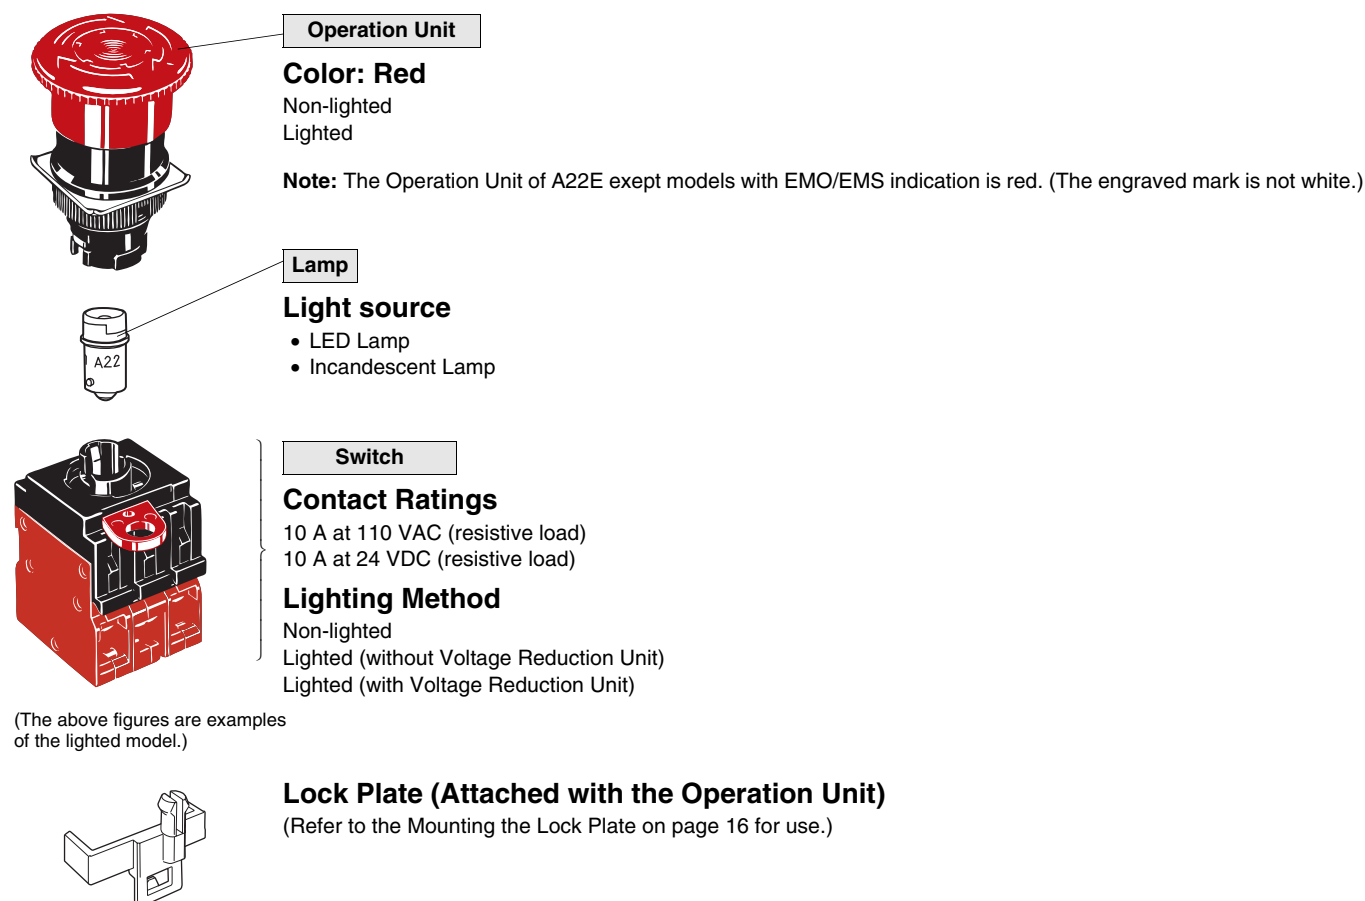 Operation Unit
Color: Red
Non-lighted
Lighted
Note: The Operation Unit of A22E exept models with EMO/EMS indication is red. (The engraved mark is not white.)
Lamp
Light source
• LED Lamp
• Incandescent Lamp
A22
Switch
Contact Ratings
10 A at 110 VAC (resistive load)
10 A at 24 VDC (resistive load)
Lighting Method
Non-lighted
Lighted (without Voltage Reduction Unit)
Lighted (with Voltage Reduction Unit)
(The above figures are examples
of the lighted model.)
Lock Plate (Attached with the Operation Unit)
(Refer to the Mounting the Lock Plate on page 16 for use.)